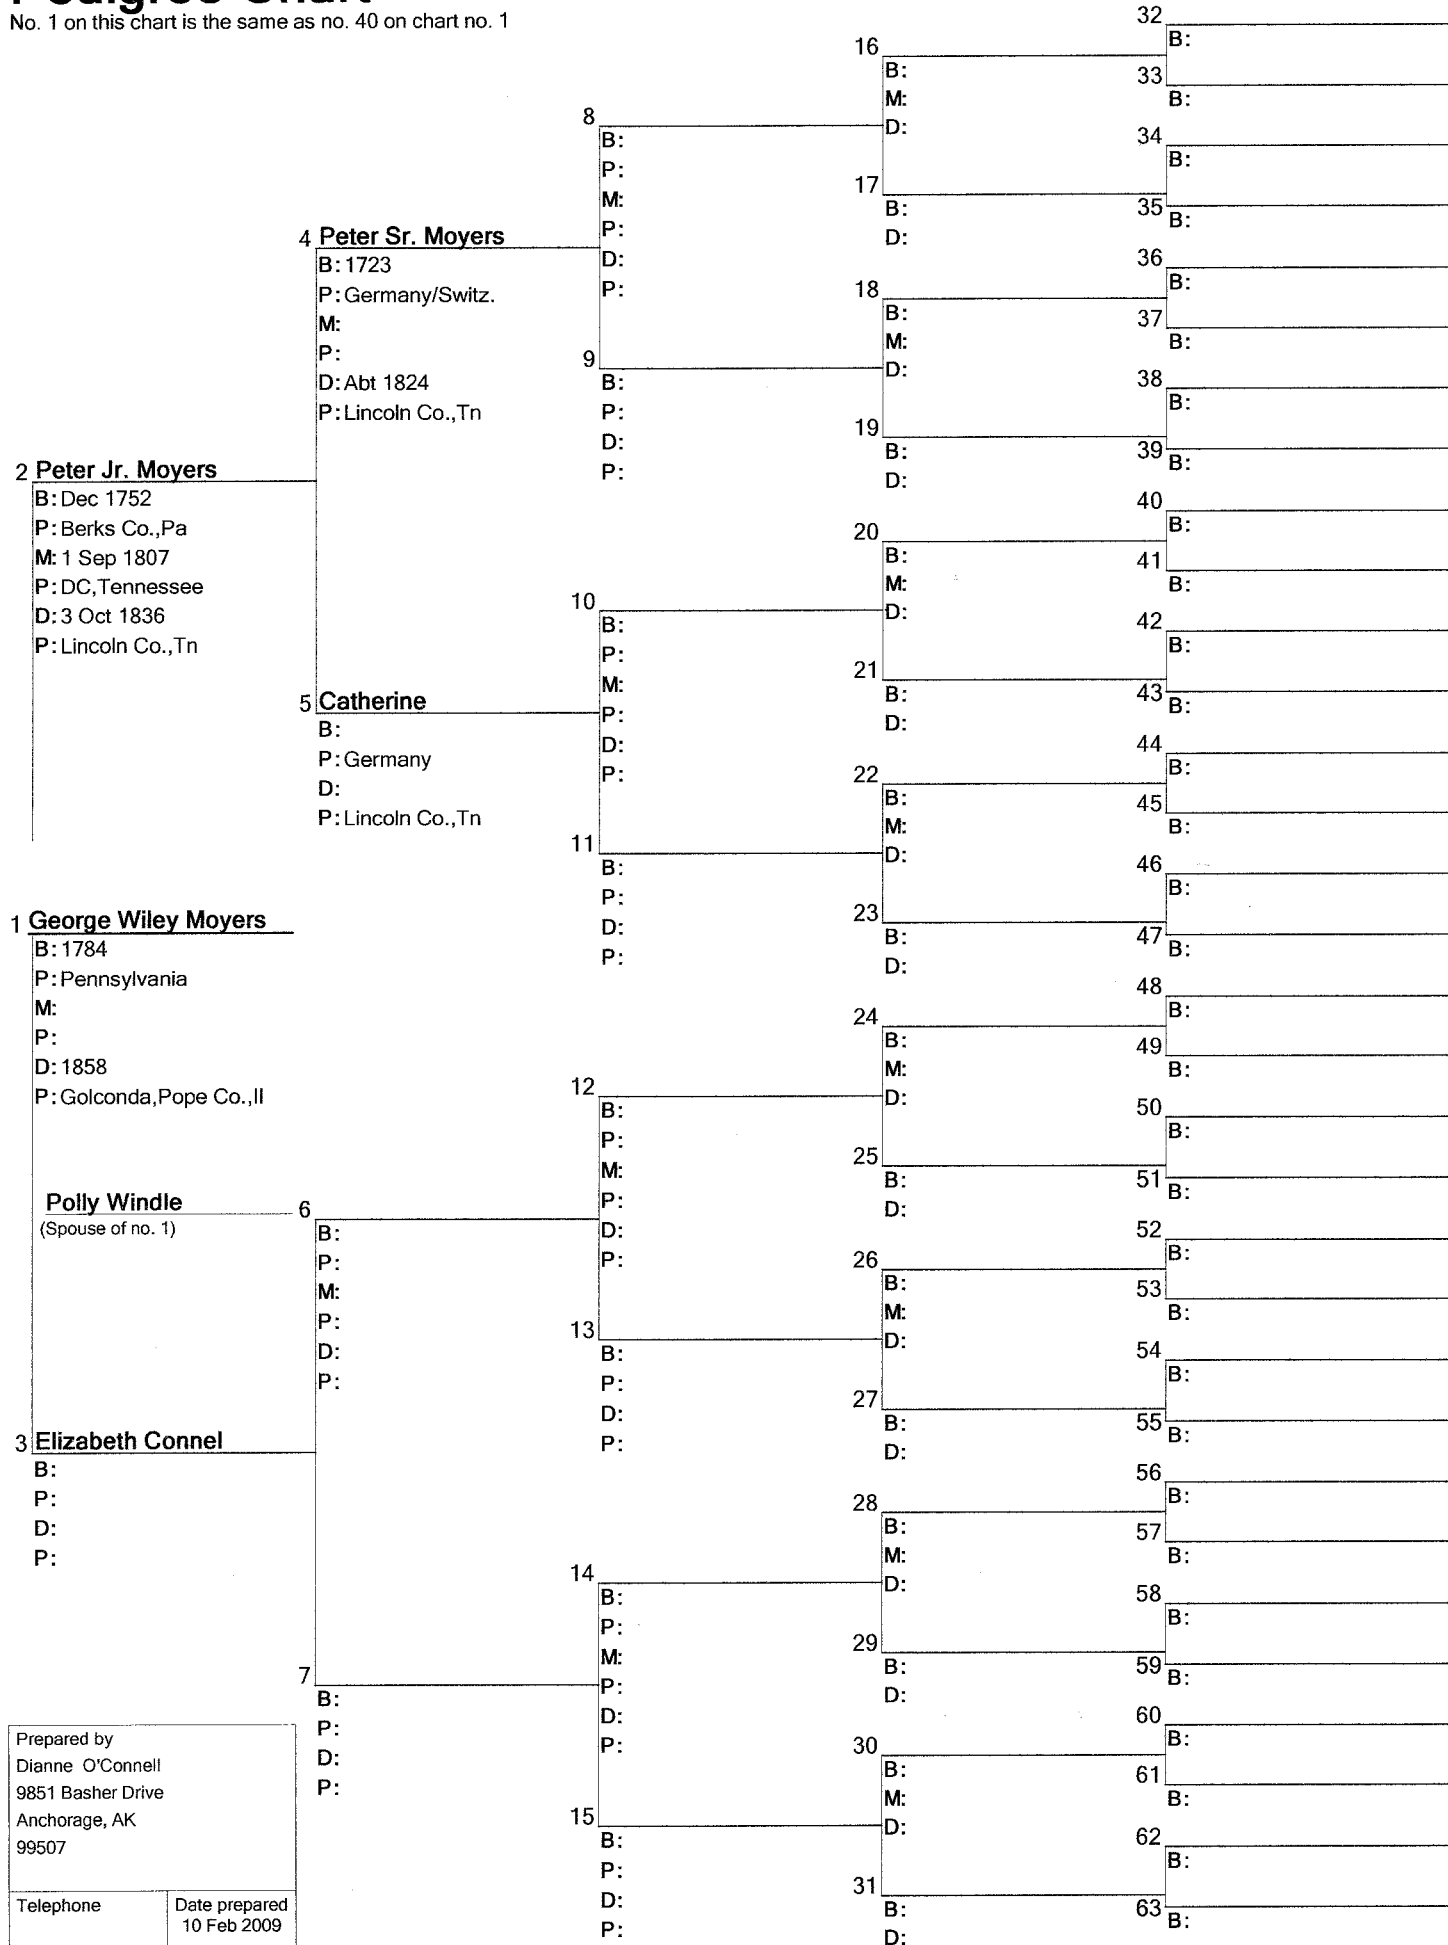 Pedigree Chart
No. 1 on this chart is the same as no. 40 on chart no. 1
2 Peter Jr. Moyers
B: Dec 1752
P: Berks Co.,Pa
M: 1 Sep 1807
P: DC,Tennessee
D: 3 Oct 1836
P: Lincoln Co.,Tn
1 George Wiley Moyers
B: 1784
P: Pennsylvania
M:
P:
D: 1858
P: Golconda,Pope Co.,Il
Polly Windle
(Spouse of no. 1)
3 Elizabeth Connel
B:
P:
D:
P:
Prepared by
Dianne O'Connell
9851 Basher Drive
Anchorage, AK
99507
Telephone
Date prepared
10 Feb 2009
4 Peter Sr. Moyers
B: 1723
P: Germany/Switz.
M:
P:
D: Abt 1824
P: Lincoln Co.,Tn
5 Catherine
B:
P: Germany
D:
P: Lincoln Co.,Tn
6
B:
P:
M:
P:
D:
P:
7
B:
P:
D:
P:
8
B:
P:
M:
P:
D:
P:
9
B:
P:
D:
P:
10
B:
P:
M:
P:
D:
P:
11
B:
P:
D:
P:
12
B:
P:
M:
P:
D:
P:
13
B:
P:
D:
P:
14
B:
P:
M:
P:
D:
P:
15
B:
P:
D:
P:
16
B:
M:
D:
17
B:
D:
18
B:
M:
D:
19
B:
D:
20
B:
M:
D:
21
B:
D:
22
B:
M:
D:
23
B:
D:
24
B:
M:
D:
25
B:
D:
26
B:
M:
D:
27
B:
D:
28
B:
M:
D:
29
B:
D:
30
B:
M:
D:
31
B:
D:
32
B:
33
B:
34
B:
35
B:
36
B:
37
B:
38
B:
39
B:
40
B:
41
B:
42
B:
43
B:
44
B:
45
B:
46
B:
47
B:
48
B:
49
B:
50
B:
51
B:
52
B:
53
B:
54
B:
55
B:
56
B:
57
B:
58
B:
59
B:
60
B:
61
B:
62
B:
63
B: